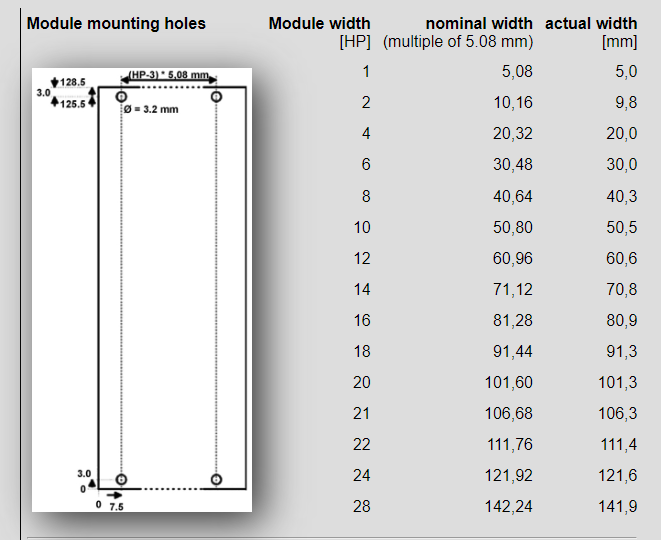 Module mounting holes
Module width nominal width actual width
[HP] (multiple of 5.08 mm) [mm]
(HP-3) * 5,08 mm
128.5
3.0
125.5
Ø = 3.2 mm
3.0
0
0 7.5
1 5,08 5,0
2 10,16 9,8
4 20,32 20,0
6 30,48 30,0
8 40,64 40,3
10 50,80 50,5
12 60,96 60,6
14 71,12 70,8
16 81,28 80,9
18 91,44 91,3
20 101,60 101,3
21 106,68 106,3
22 111,76 111,4
24 121,92 121,6
28 142,24 141,9